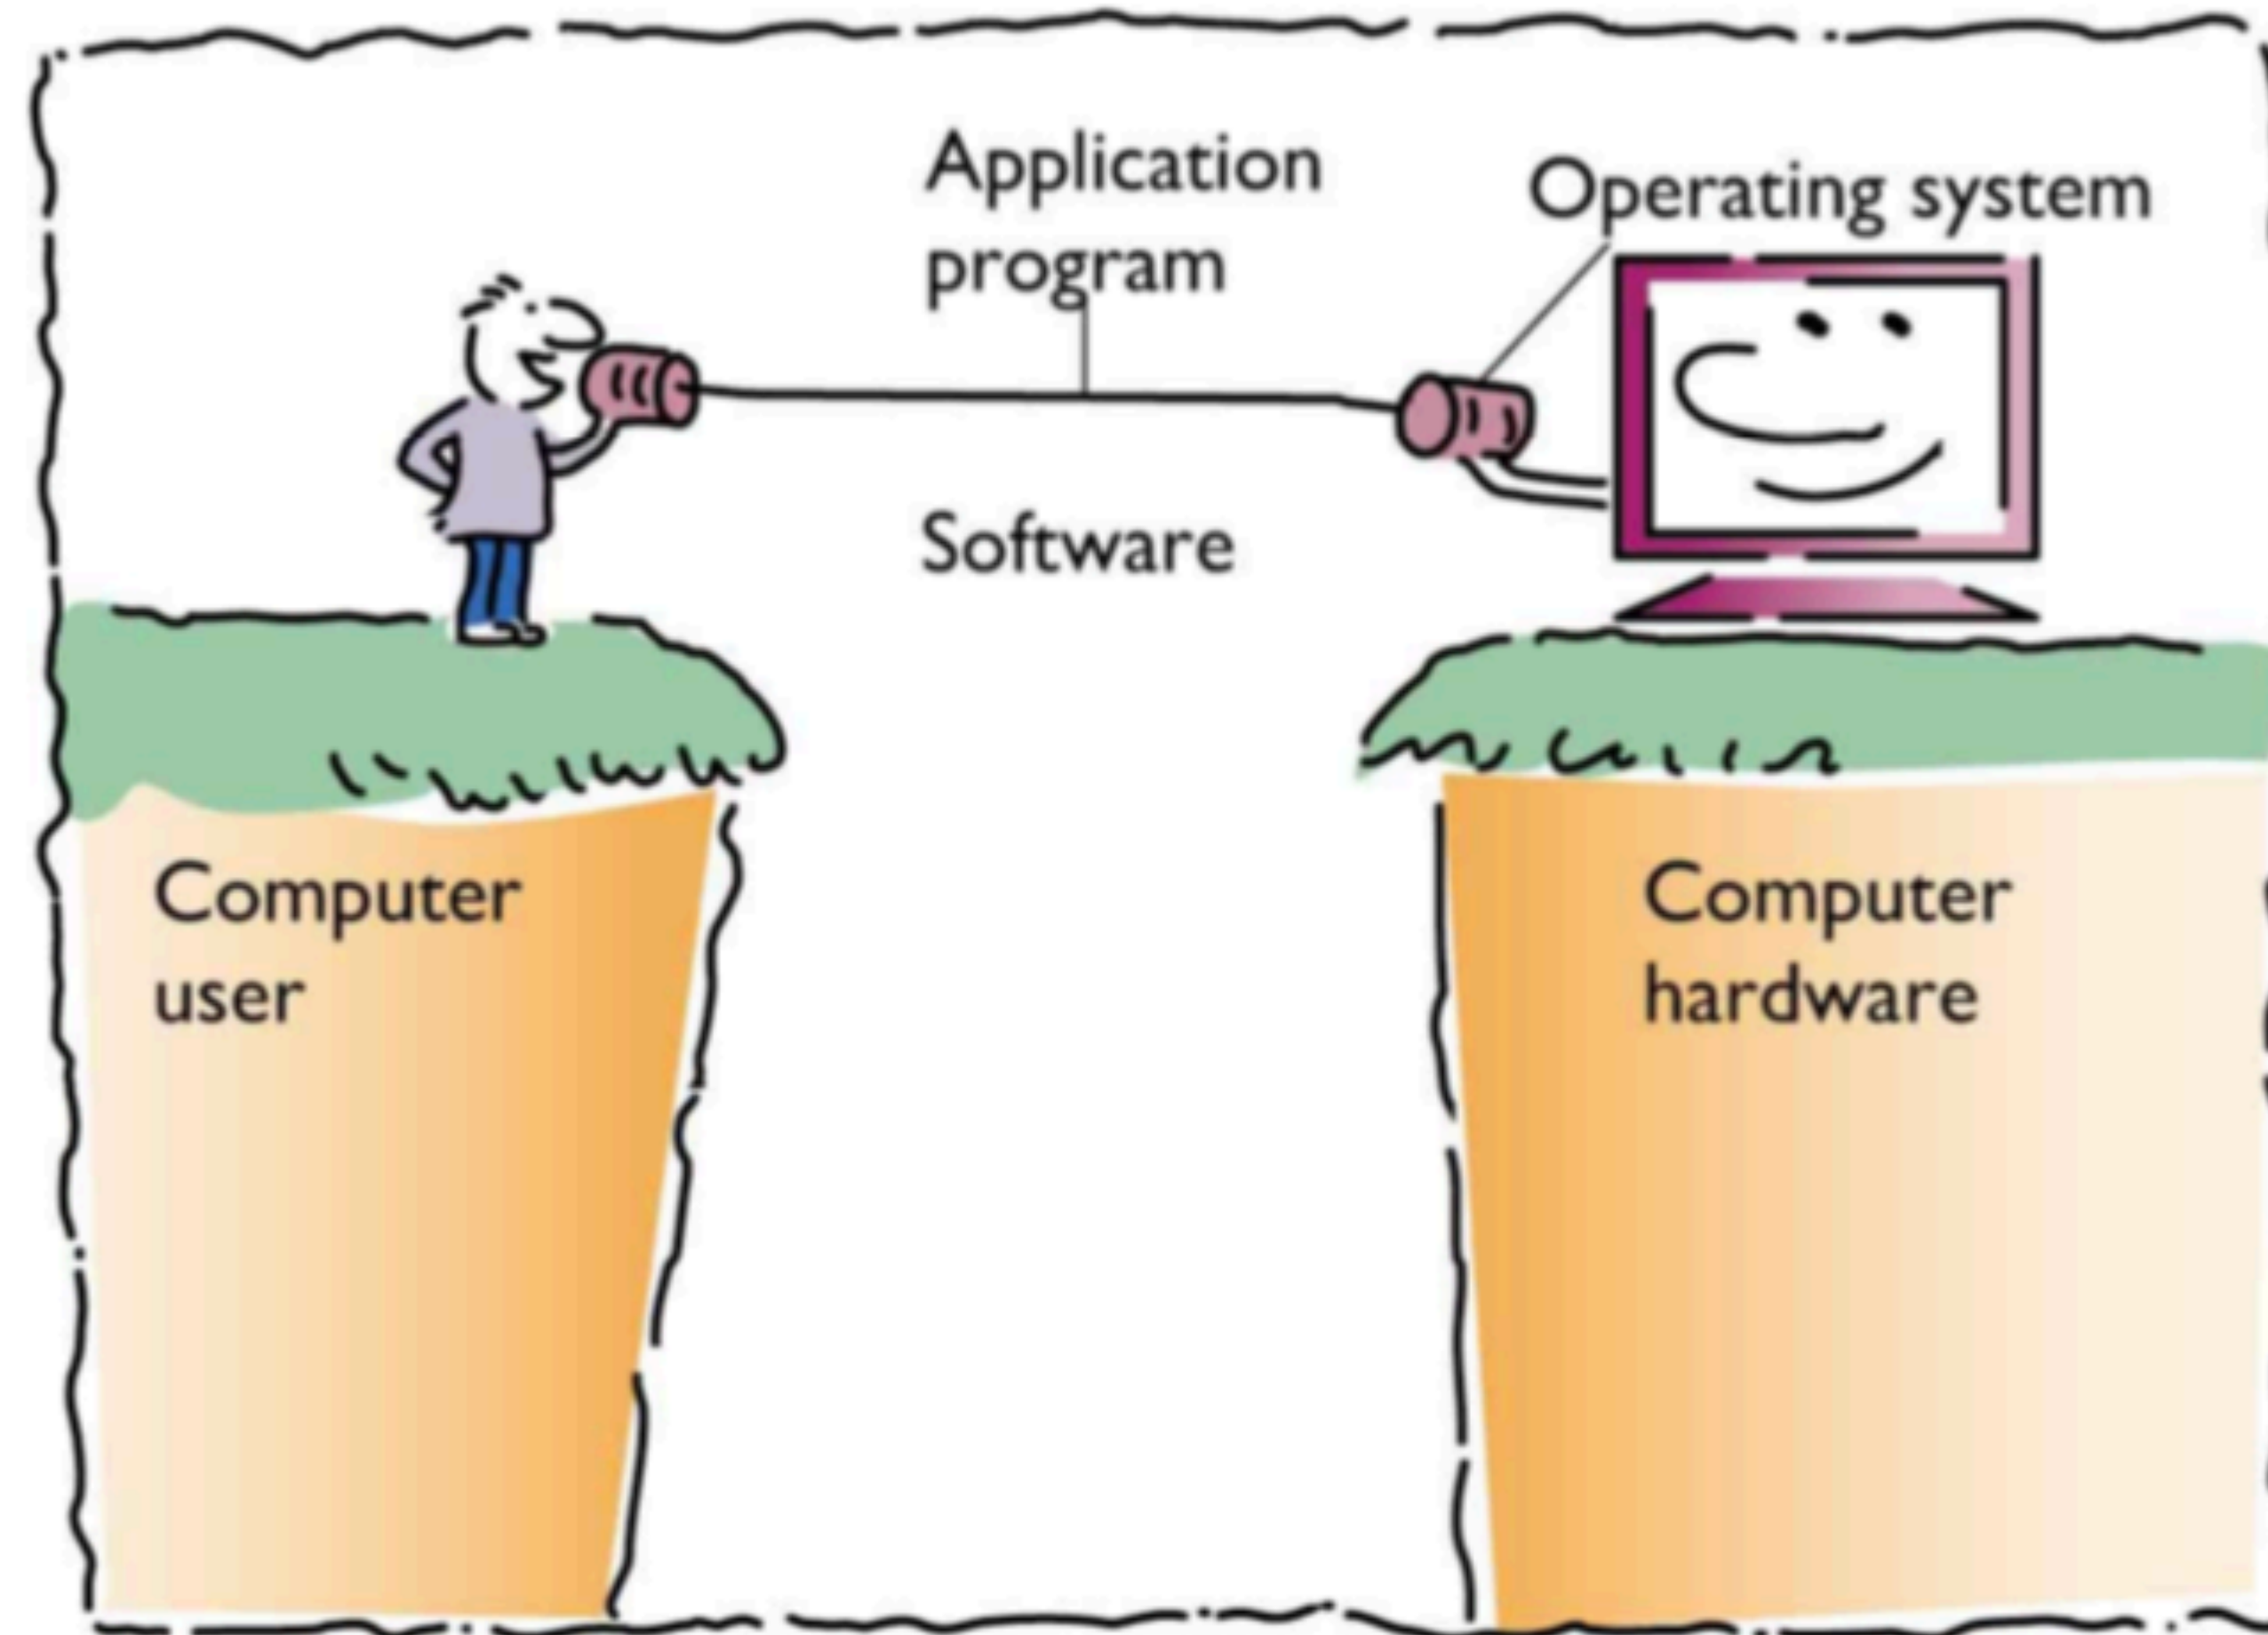 Application
program
Operating system
Software
Computer
user
Computer
hardware